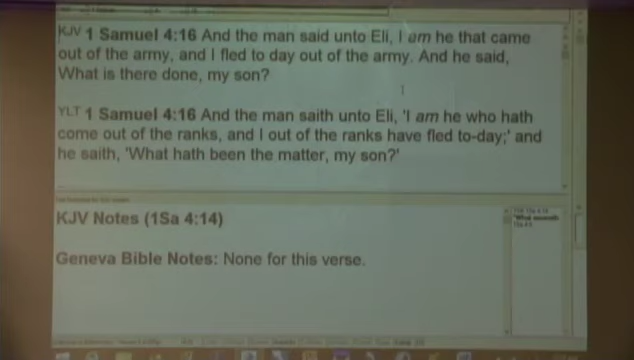 KJV 1 Samuel 4:16 And the man said unto Eli, I am he that came
out of the army, and I fled to day out of the army. And he said,
What is there done, my son?
YLT 1 Samuel 4:16 And the man saith unto Eli, 'I am he who hath
come out of the ranks, and I out of the ranks have fled to-day;' and
he saith, 'What hath been the matter, my son?'
KJV Notes (1Sa 4:14)
Geneva Bible Notes: None for this verse.